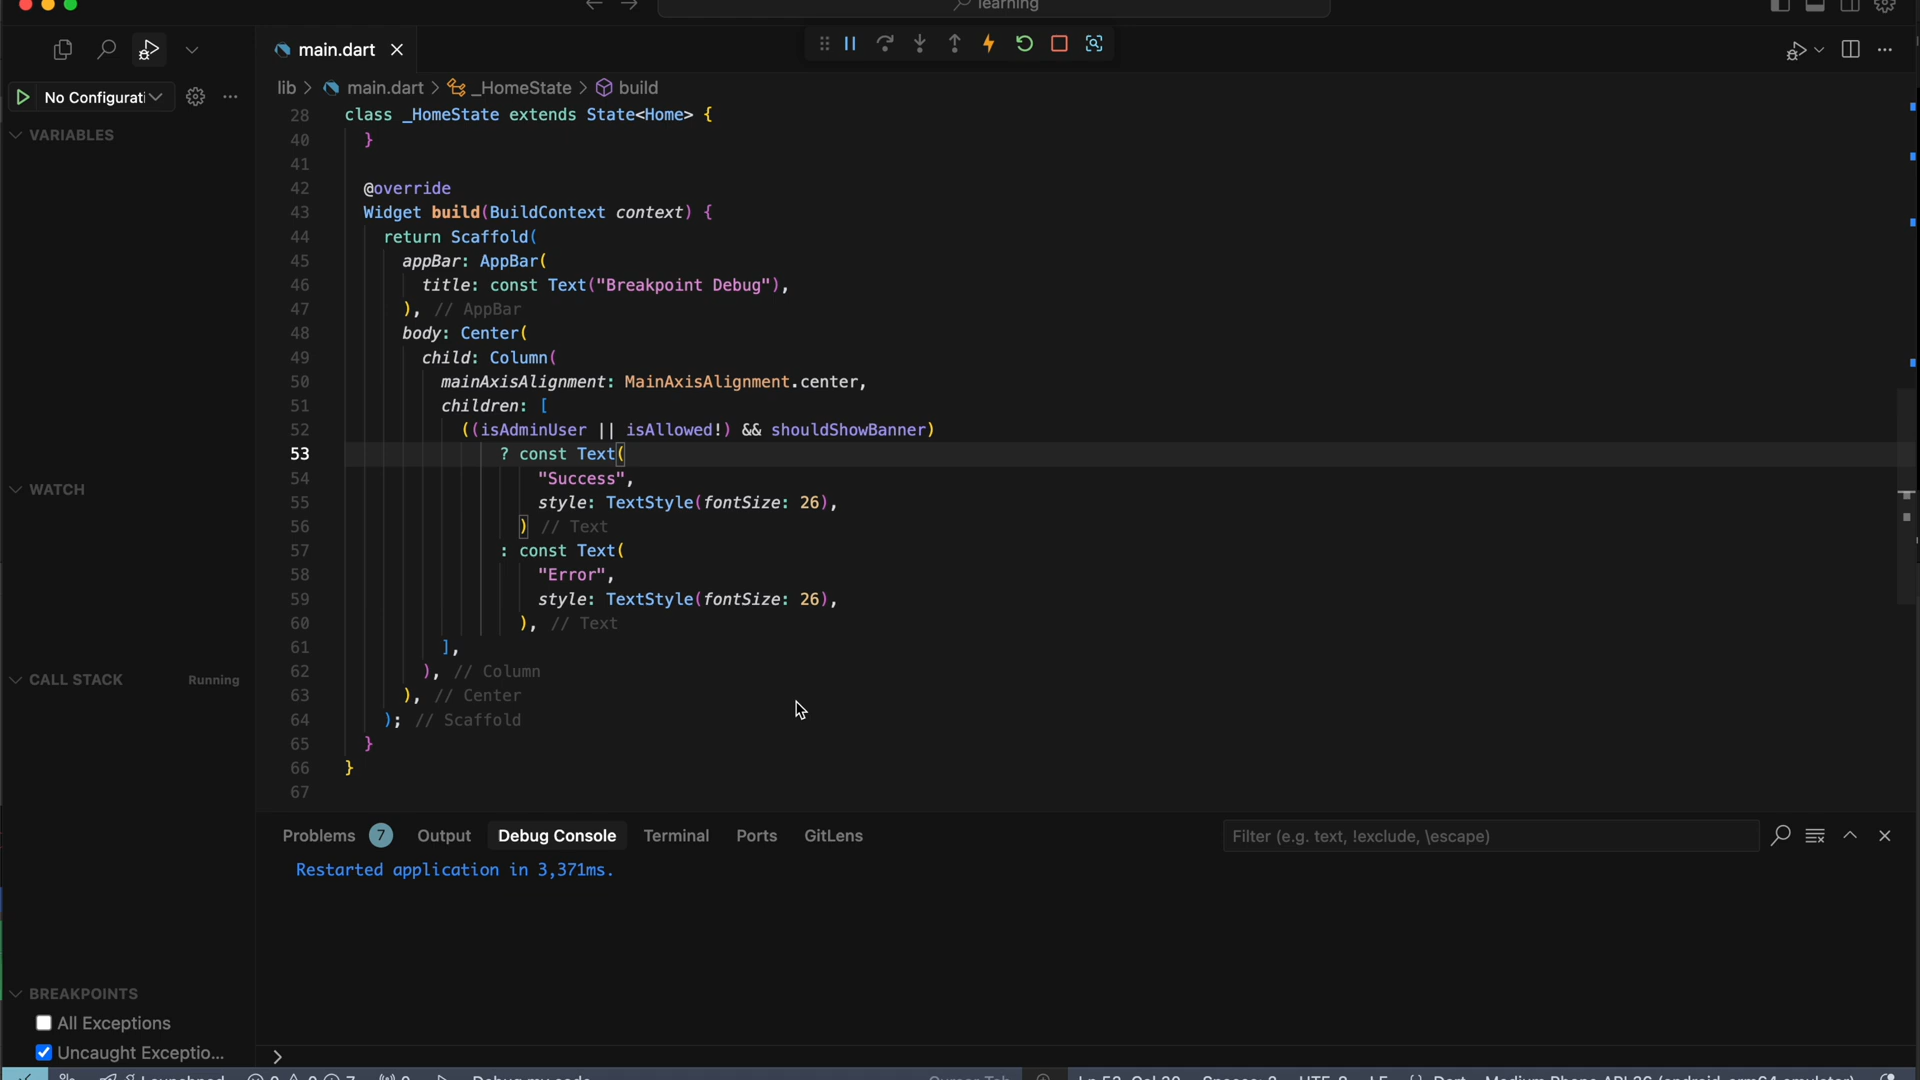 learning
main.dart
No Configurati
lib > main.dart > _HomeState > build
VARIABLES
WATCH
CALL STACK Running
BREAKPOINTS
All Exceptions
Uncaught Exceptio...
28 class _HomeState extends State<Home> {
40 }
41
42 @override
43 Widget build(BuildContext context) {
44 return Scaffold(
45 appBar: AppBar(
46 title: const Text("Breakpoint Debug"),
47 ), // AppBar
48 body: Center(
49 child: Column(
50 mainAxisAlignment: MainAxisAlignment.center,
51 children: [
52 ((isAdminUser || isAllowed!) && shouldShowBanner)
53 ? const Text(
54 "Success",
55 style: TextStyle(fontSize: 26),
56 ) // Text
57 : const Text(
58 "Error",
59 style: TextStyle(fontSize: 26),
60 ), // Text
61 ],
62 ), // Column
63 ), // Center
64 ); // Scaffold
65 }
66 }
67
Problems 7 Output Debug Console Terminal Ports GitLens
Filter (e.g. text, !exclude, \escape)
Restarted application in 3,371ms.
>